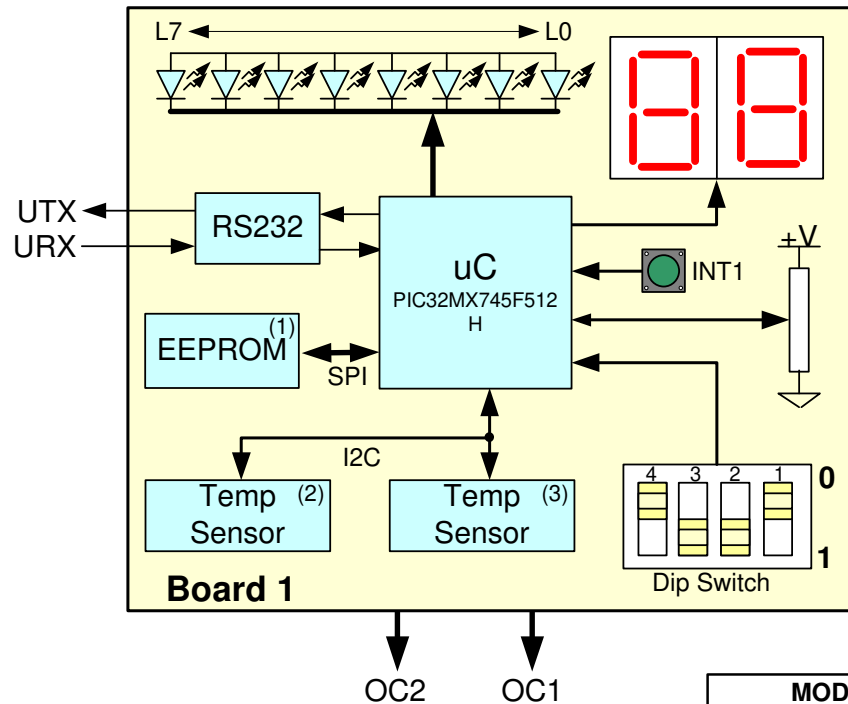 L7 L0
UTX
URX
RS232
uC
PIC32MX745F512
H
INT1
+V
EEPROM (1)
SPI
I2C
Temp (2)
Sensor
Temp (3)
Sensor
4 3 2 1 0
1
Dip Switch
Board 1
OC2 OC1
MOD